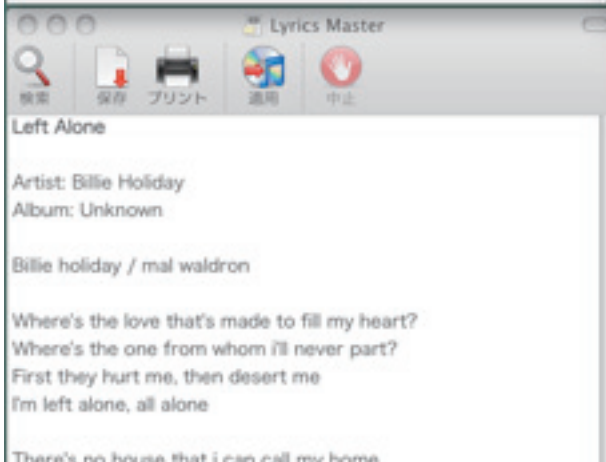 Lyrics Master
検索 保存 プリント 適用 中止
Left Alone
Artist: Billie Holiday
Album: Unknown
Billie holiday / mal waldron
Where's the love that's made to fill my heart?
Where's the one from whom i'll never part?
First they hurt me, then desert me
I'm left alone, all alone
There's no house that i can call my home